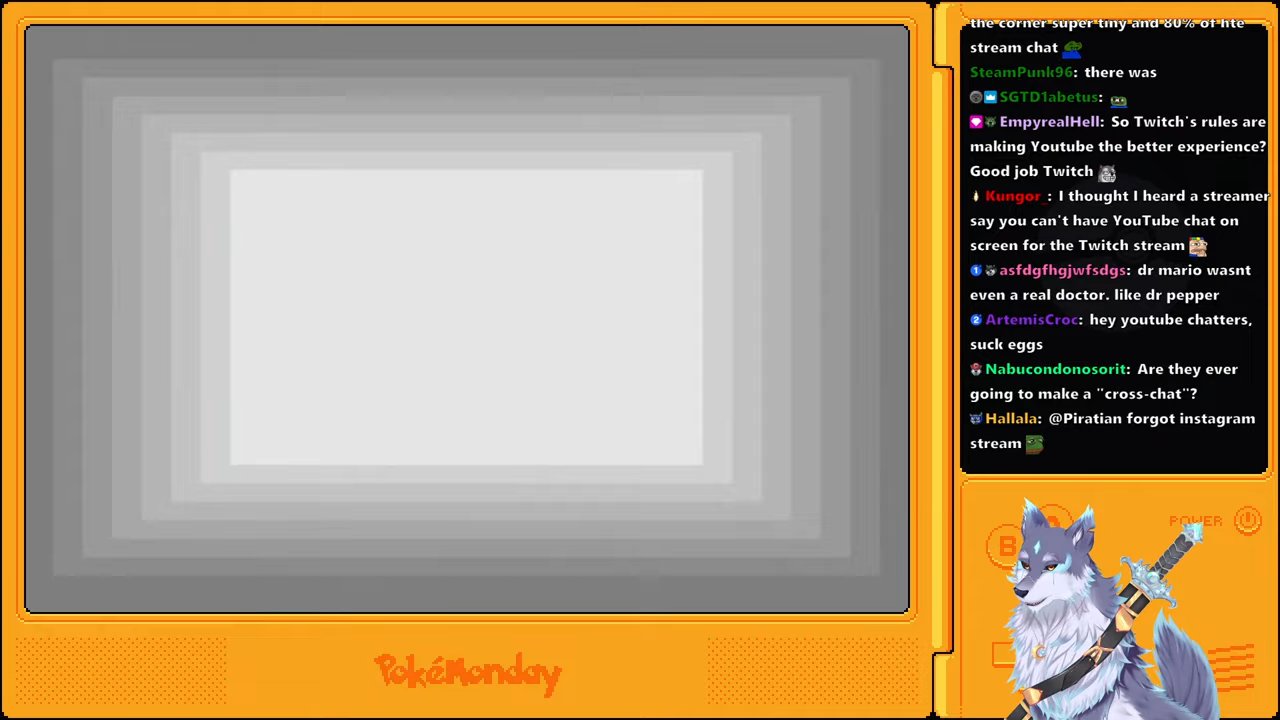 the corner super tiny and 80% of hte
stream chat
SteamPunk96: there was
SGTD1abetus:
EmpyrealHell: So Twitch's rules are
making Youtube the better experience?
Good job Twitch
Kungor_: I thought I heard a streamer
say you can't have YouTube chat on
screen for the Twitch stream
asfdgfhgjwfsdgs: dr mario wasnt
even a real doctor. like dr pepper
ArtemisCroc: hey youtube chatters,
suck eggs
Nabucondonosorit: Are they ever
going to make a "cross-chat"?
Hallala: @Piratian forgot instagram
stream
POWER
B
PokéMonday